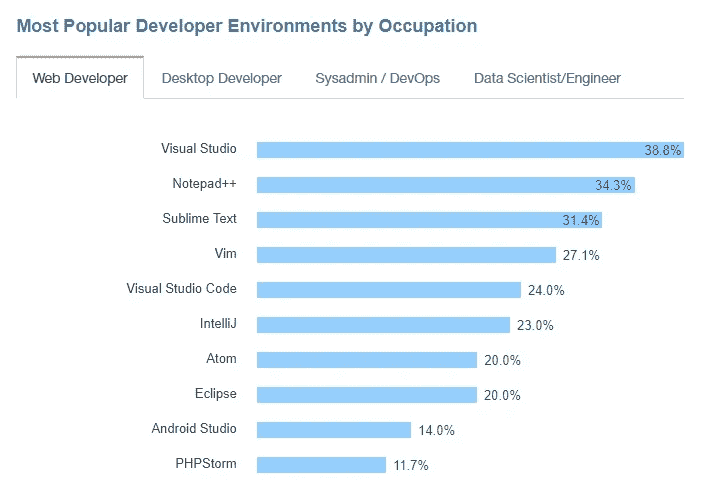 Most Popular Developer Environments by Occupation
Web Developer Desktop Developer Sysadmin / DevOps Data Scientist/Engineer
Visual Studio 38.8%
Notepad++ 34.3%
Sublime Text 31.4%
Vim 27.1%
Visual Studio Code 24.0%
IntelliJ 23.0%
Atom 20.0%
Eclipse 20.0%
Android Studio 14.0%
PHPStorm 11.7%